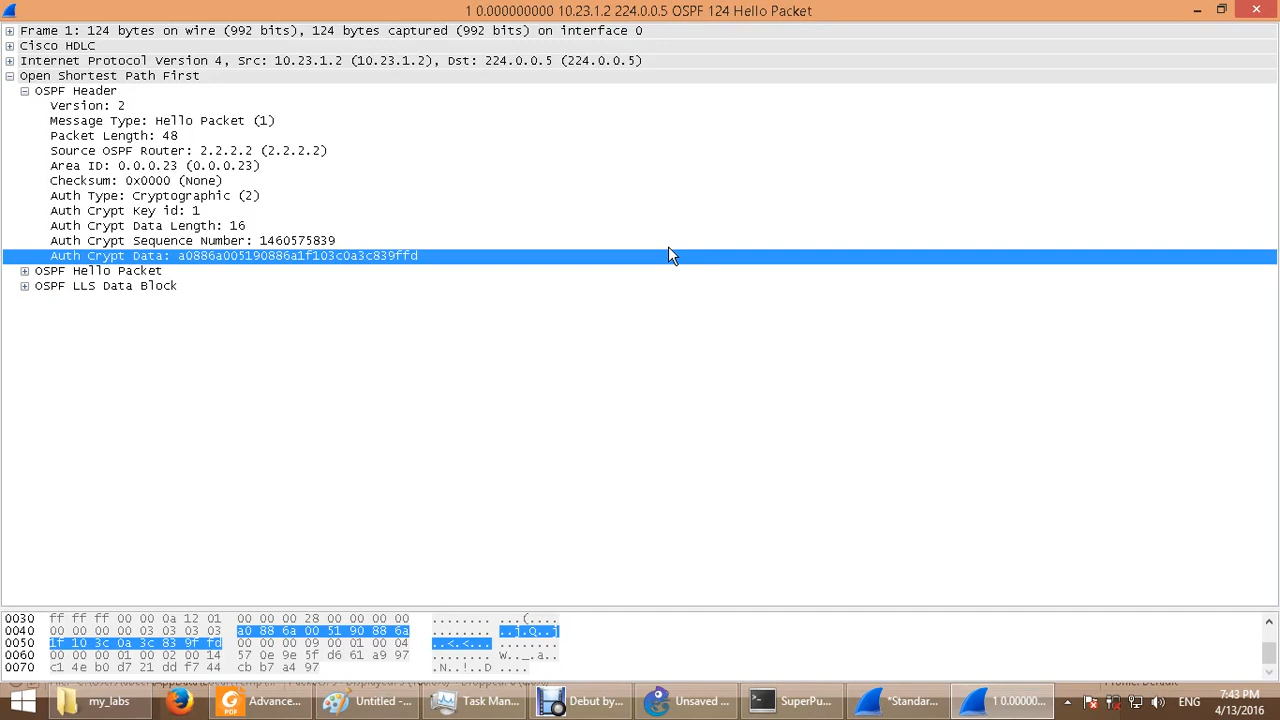 1 0.000000000 10.23.1.2 224.0.0.5 OSPF 124 Hello Packet
Frame 1: 124 bytes on wire (992 bits), 124 bytes captured (992 bits) on interface 0
Cisco HDLC
Internet Protocol Version 4, Src: 10.23.1.2 (10.23.1.2), Dst: 224.0.0.5 (224.0.0.5)
Open Shortest Path First
OSPF Header
Version: 2
Message Type: Hello Packet (1)
Packet Length: 48
Source OSPF Router: 2.2.2.2 (2.2.2.2)
Area ID: 0.0.0.23 (0.0.0.23)
Checksum: 0x0000 (None)
Auth Type: Cryptographic (2)
Auth Crypt Key id: 1
Auth Crypt Data Length: 16
Auth Crypt Sequence Number: 1460575839
Auth Crypt Data: a0886a005190886a1f103c0a3c839ffd
OSPF Hello Packet
OSPF LLS Data Block
0030 ff ff ff 00 00 0a 12 01 00 00 00 28 00 00 00 00 ........ ...(....
0040 00 00 00 00 03 03 03 03 a0 88 6a 00 51 90 88 6a ........ ..j.Q..j
0050 1f 10 3c 0a 3c 83 9f fd 00 00 00 09 00 01 00 04 ..<.<... ........
0060 00 00 00 01 00 02 00 14 57 0e 9e 5f d6 61 a9 97 ........ W.._.a..
0070 c1 4e b0 d7 21 dd f7 44 cb b7 a4 97 .N..!..D ....
my_labs
Advance...
Untitled -...
Task Man...
Debut by...
Unsaved ...
SuperPu...
*Standar...
1 0.00000...
ENG
7:43 PM
4/13/2016